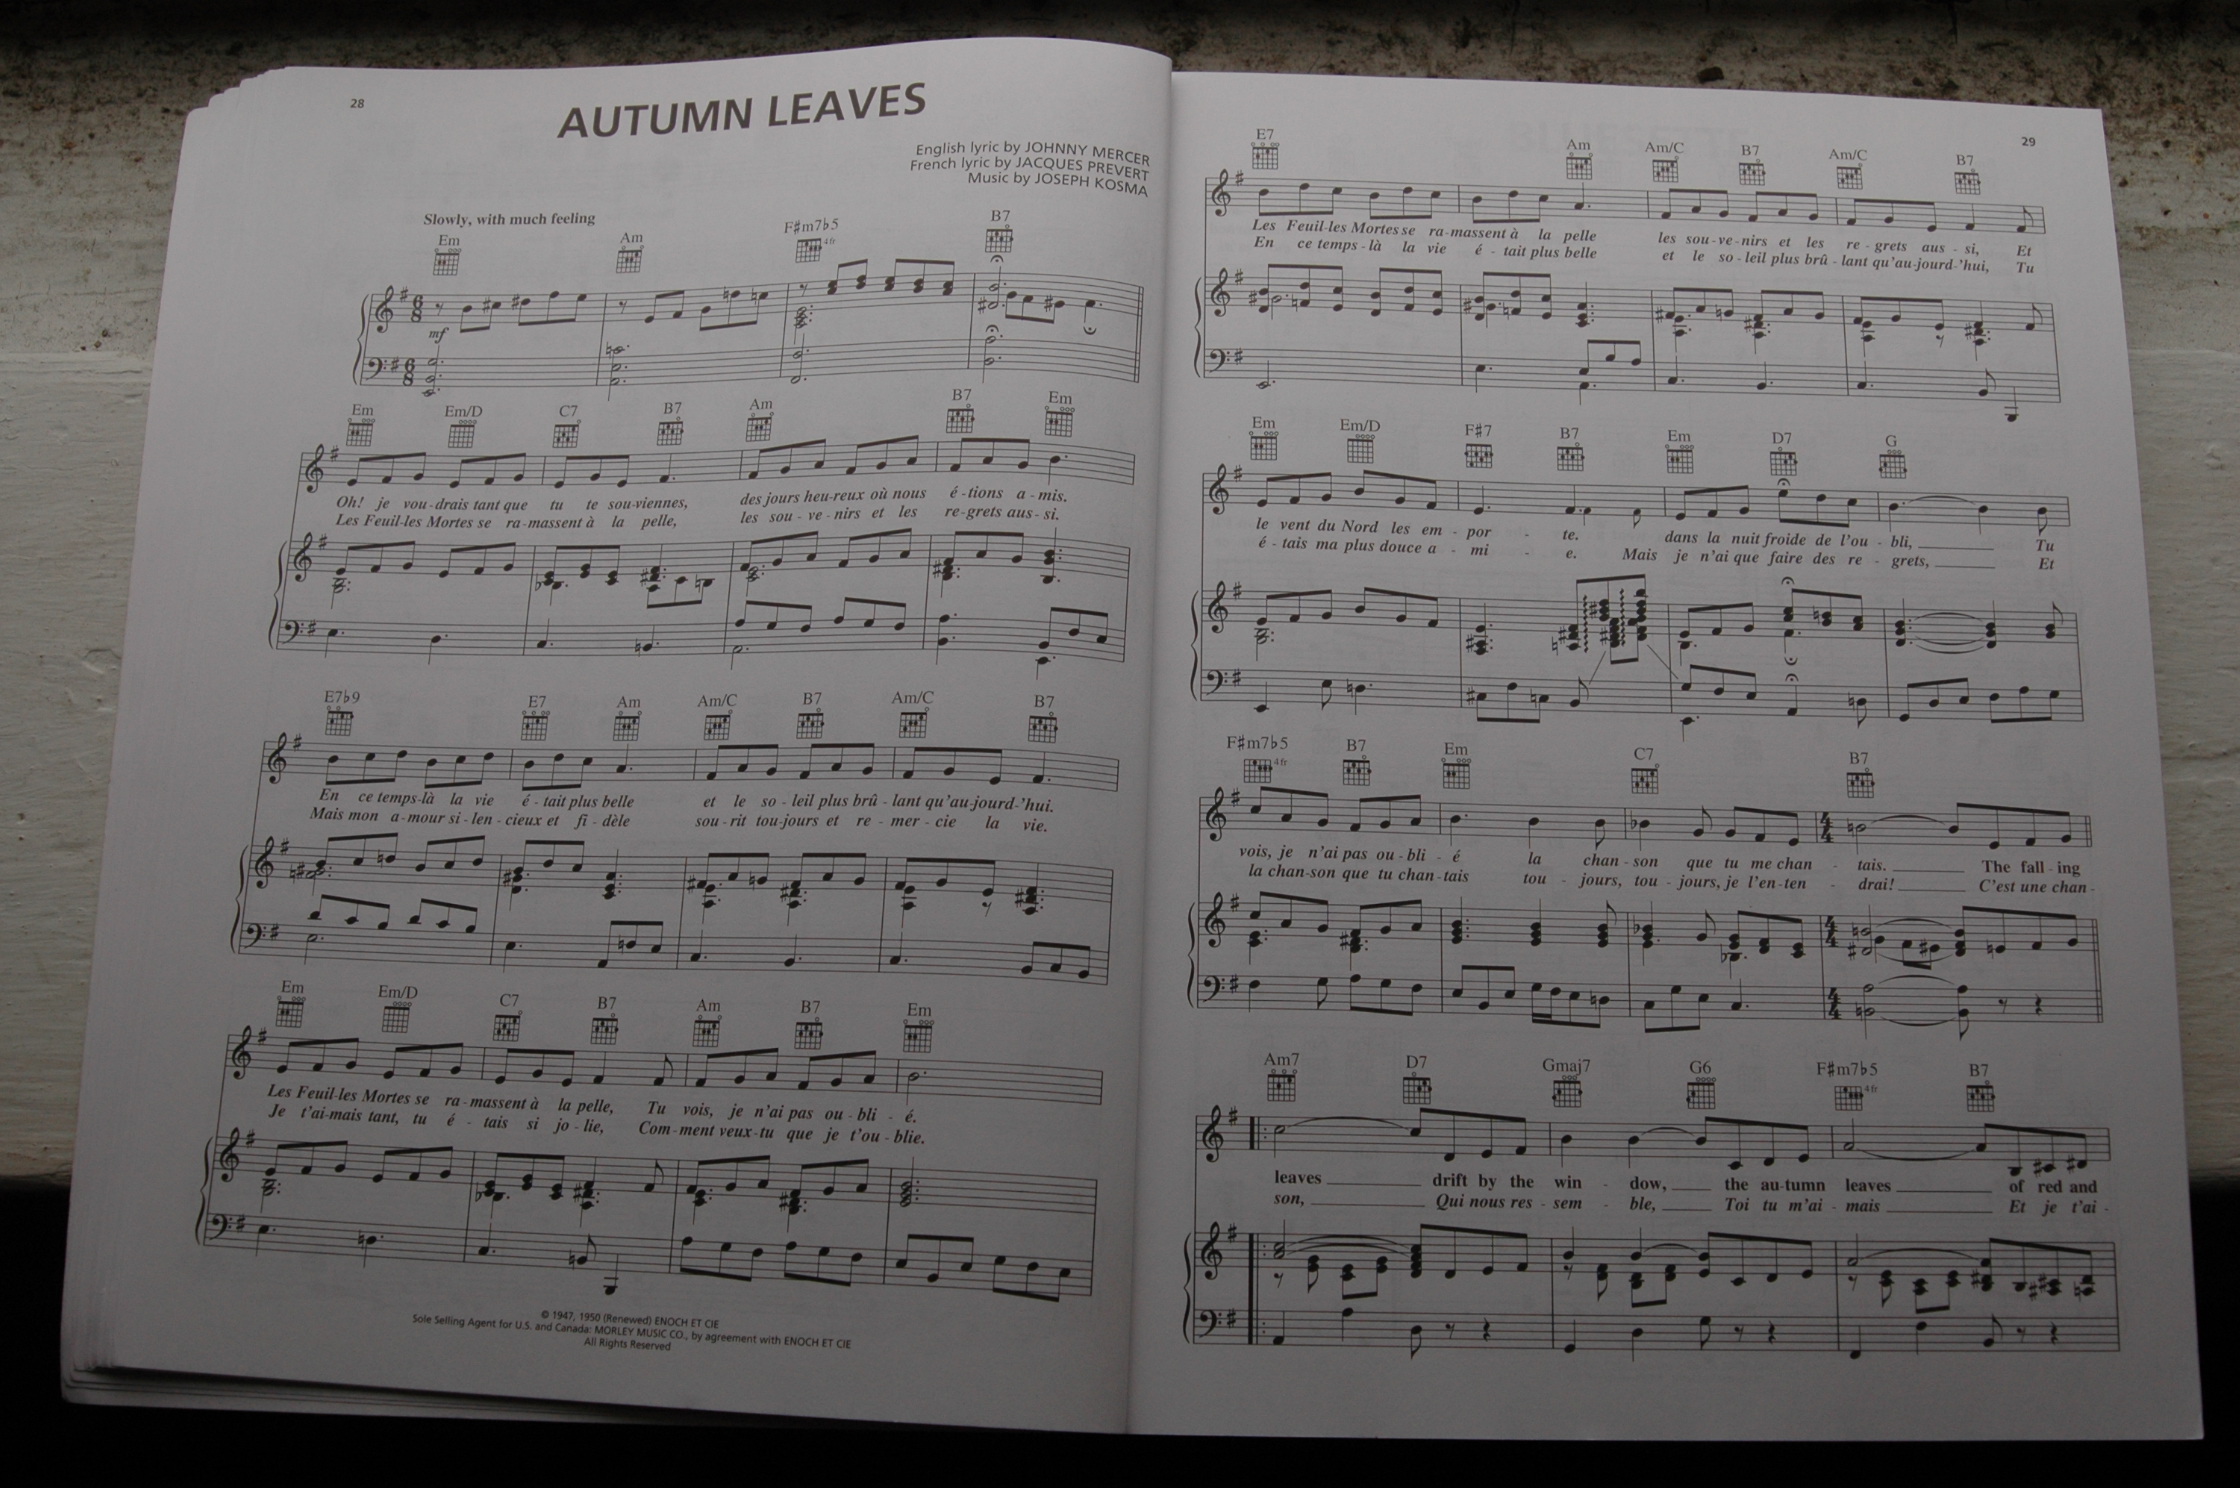 28
AUTUMN LEAVES
English lyric by JOHNNY MERCER
French lyric by JACQUES PREVERT
Music by JOSEPH KOSMA
Slowly, with much feeling
Em Am F♯m7♭5 B7
4fr
mf
Em Em/D C7 B7 Am B7 Em
Oh! je vou-drais tant que tu te sou-viennes, des jours heu-reux où nous é-tions a-mis.
Les Feuil-les Mortes se ra-massent à la pelle, les sou-ve-nirs et les re-grets aus-si.
E7♭9 E7 Am Am/C B7 Am/C B7
En ce temps-là la vie é-tait plus belle et le so-leil plus brû-lant qu'au-jourd-'hui.
Mais mon a-mour si-len-cieux et fi-dèle sou-rit tou-jours et re-mer-cie la vie.
Em Em/D C7 B7 Am B7 Em
Les Feuil-les Mortes se ra-massent à la pelle, Tu vois, je n'ai pas ou-bli-é.
Je t'ai-mais tant, tu é-tais si jo-lie, Com-ment veux-tu que je t'ou-blie.
© 1947, 1950 (Renewed) ENOCH ET CIE
Sole Selling Agent for U.S. and Canada: MORLEY MUSIC CO., by agreement with ENOCH ET CIE
All Rights Reserved
29
E7 Am Am/C B7 Am/C B7
Les Feuil-les Mortes se ra-massent à la pelle les sou-ve-nirs et les re-grets aus-si, Et
En ce temps-là la vie é-tait plus belle et le so-leil plus brû-lant qu'au-jourd-'hui, Tu
Em Em/D F♯7 B7 Em D7 G
le vent du Nord les em-por-te. dans la nuit froide de l'ou-bli, Tu
é-tais ma plus douce a-mi-e. Mais je n'ai que faire des re-grets, Et
F♯m7♭5 B7 Em C7 B7
4fr
vois, je n'ai pas ou-bli-é la chan-son que tu me chan-tais. The fall-ing
la chan-son que tu chan-tais tou-jours, tou-jours, je l'en-ten-drai! C'est une chan-
Am7 D7 Gmaj7 G6 F♯m7♭5 B7
4fr
leaves drift by the win-dow, the au-tumn leaves of red and
son, Qui nous res-sem-ble, Toi tu m'ai-mais Et je t'ai-